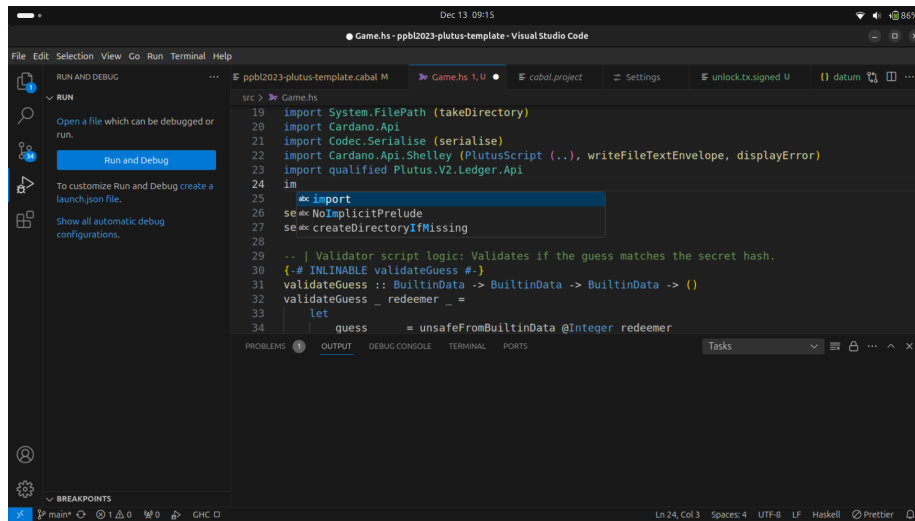 Dec 13 09:15
86%
● Game.hs - ppbl2023-plutus-template - Visual Studio Code
File Edit Selection View Go Run Terminal Help
RUN AND DEBUG ···
ppbl2023-plutus-template.cabal M Game.hs 1, U ● cabal.project Settings unlock.tx.signed U {} datum ···
RUN
src > Game.hs
Open a file which can be debugged or run.
Run and Debug
To customize Run and Debug create a launch.json file.
Show all automatic debug configurations.
19 import System.FilePath (takeDirectory)
20 import Cardano.Api
21 import Codec.Serialise (serialise)
22 import Cardano.Api.Shelley (PlutusScript (..), writeFileTextEnvelope, displayError)
23 import qualified Plutus.V2.Ledger.Api
24 im
25 abc import
26 se abc NoImplicitPrelude
27 se abc createDirectoryIfMissing
28
29 -- | Validator script logic: Validates if the guess matches the secret hash.
30 {-# INLINABLE validateGuess #-}
31 validateGuess :: BuiltinData -> BuiltinData -> BuiltinData -> ()
32 validateGuess _ redeemer _ =
33 let
34 guess = unsafeFromBuiltinData @Integer redeemer
PROBLEMS 1 OUTPUT DEBUG CONSOLE TERMINAL PORTS Tasks ···
1
34
BREAKPOINTS
main* 1 0 0 GHC Ln 24, Col 3 Spaces: 4 UTF-8 LF Haskell Prettier